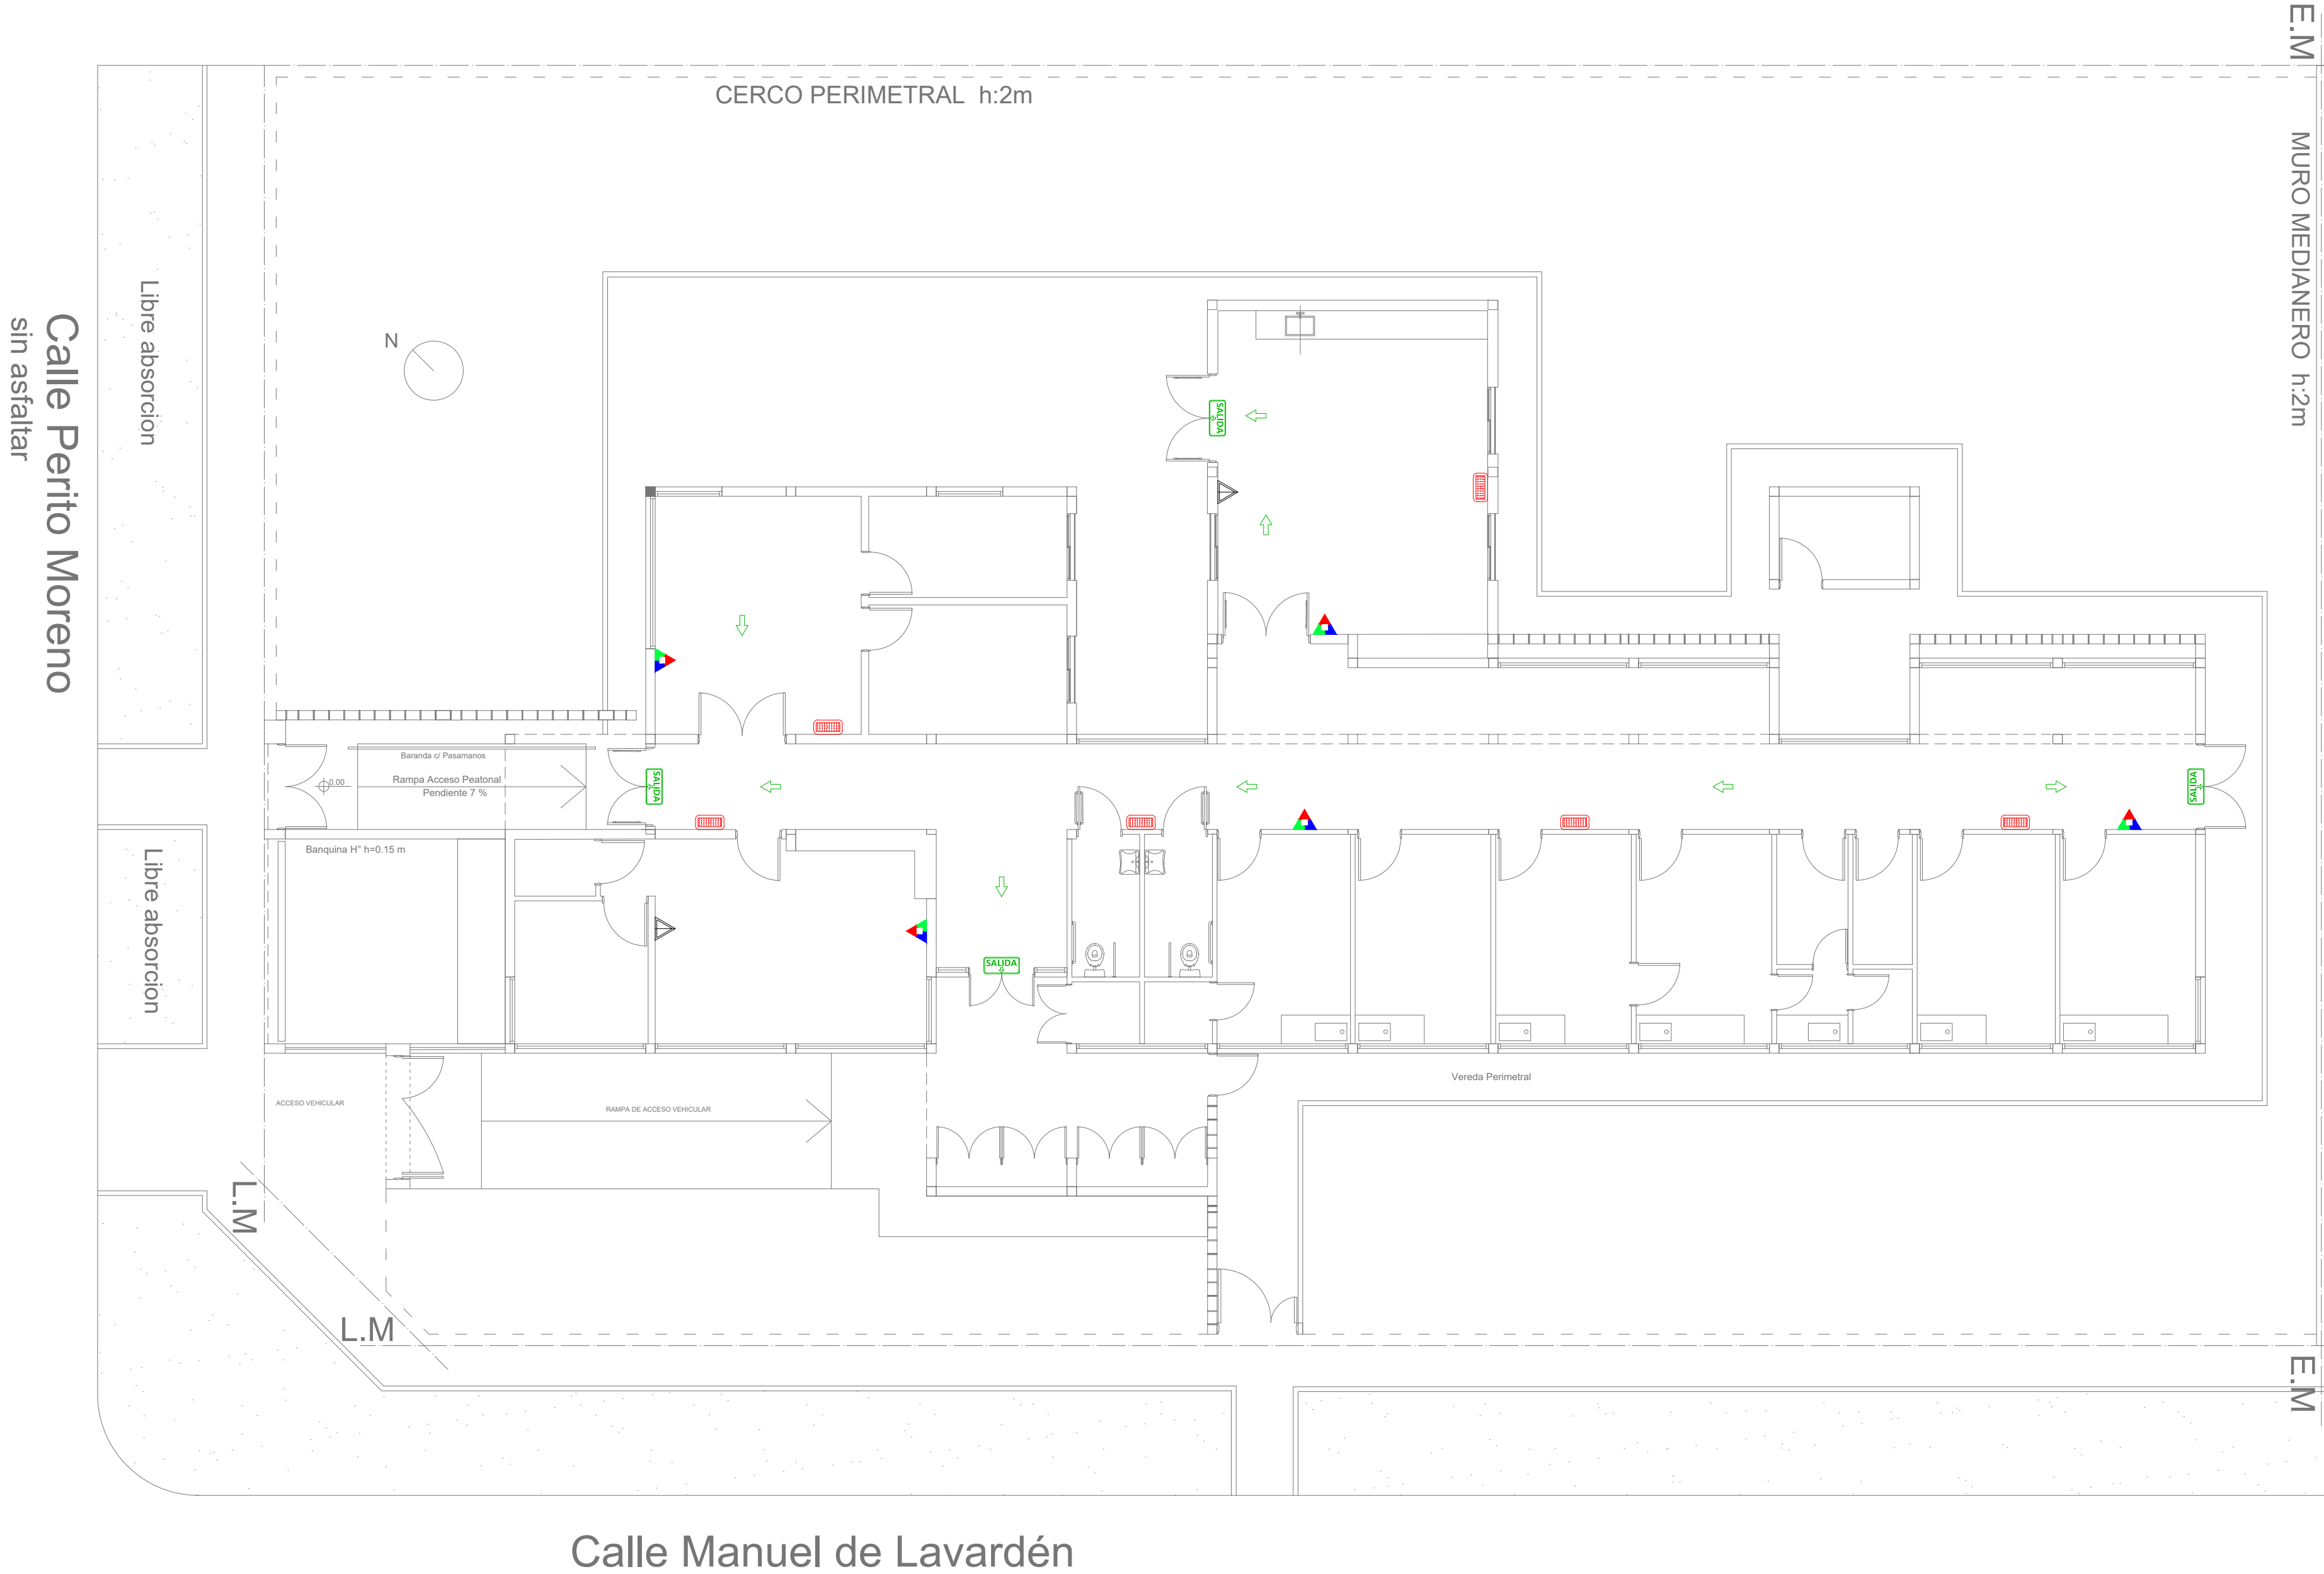 E.M
CERCO PERIMETRAL h:2m
MURO MEDIANERO h:2m
Libre absorcion
Calle Perito Moreno
sin asfaltar
N
SALIDA
Baranda c/ Pasamanos
Rampa Acceso Peatonal
Pendiente 7 %
0.00
SALIDA
SALIDA
Banquina H° h=0.15 m
Libre absorcion
SALIDA
Vereda Perimetral
ACCESO VEHICULAR
RAMPA DE ACCESO VEHICULAR
L.M
L.M
E.M
Calle Manuel de Lavardén